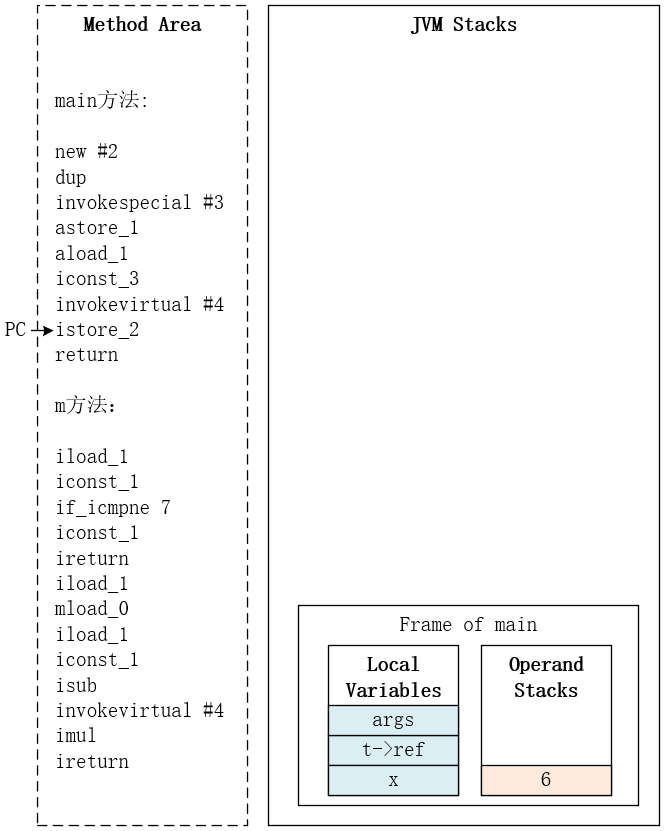 Method Area
main方法:
new #2
dup
invokespecial #3
astore_1
aload_1
iconst_3
invokevirtual #4
PC
istore_2
return
m方法：
iload_1
iconst_1
if_icmpne 7
iconst_1
ireturn
iload_1
mload_0
iload_1
iconst_1
isub
invokevirtual #4
imul
ireturn
JVM Stacks
Frame of main
Local
Variables
args
t->ref
x
Operand
Stacks
6